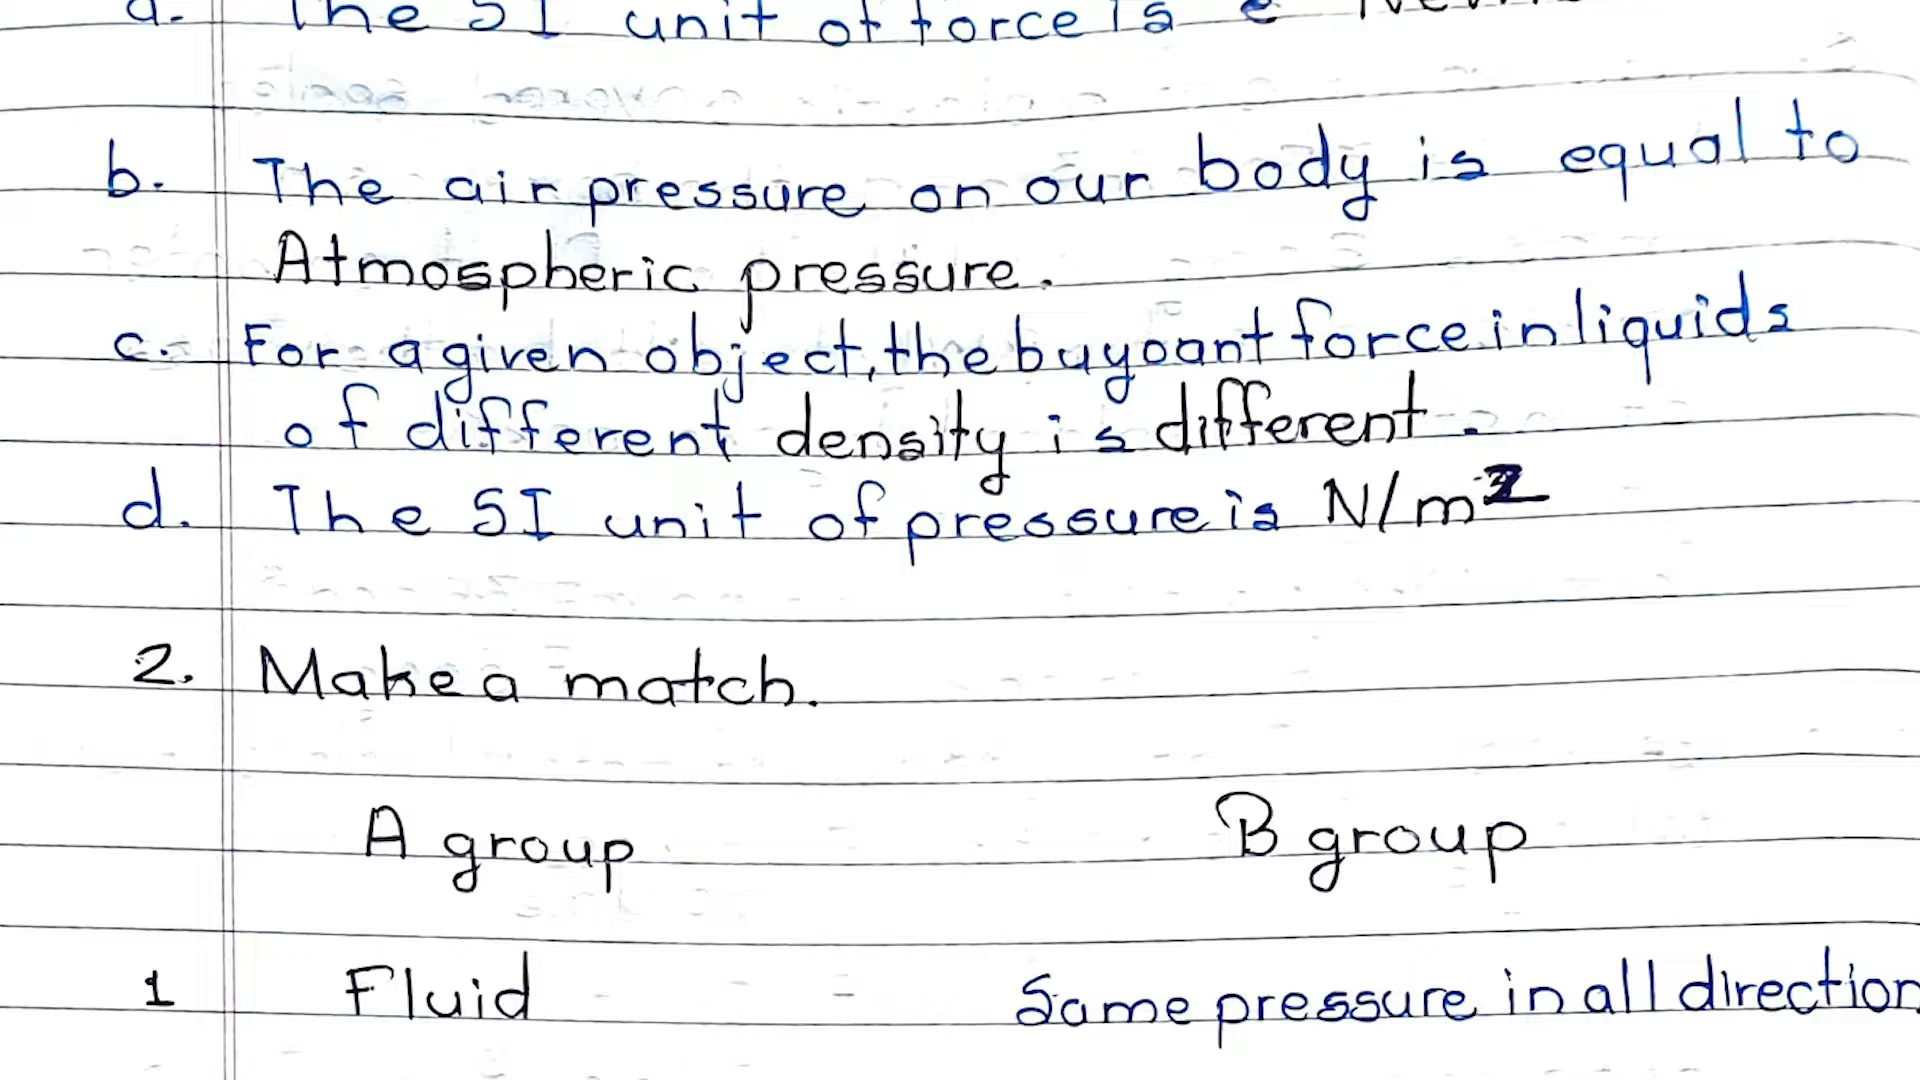 a. The SI unit of force is
b. The air pressure on our body is equal to
Atmospheric pressure.
c. For a given object, the buyoant force in liquids
of different density is different.
d. The SI unit of pressure is N/m²
2. Make a match.
A group B group
1 Fluid - - Same pressure in all direction